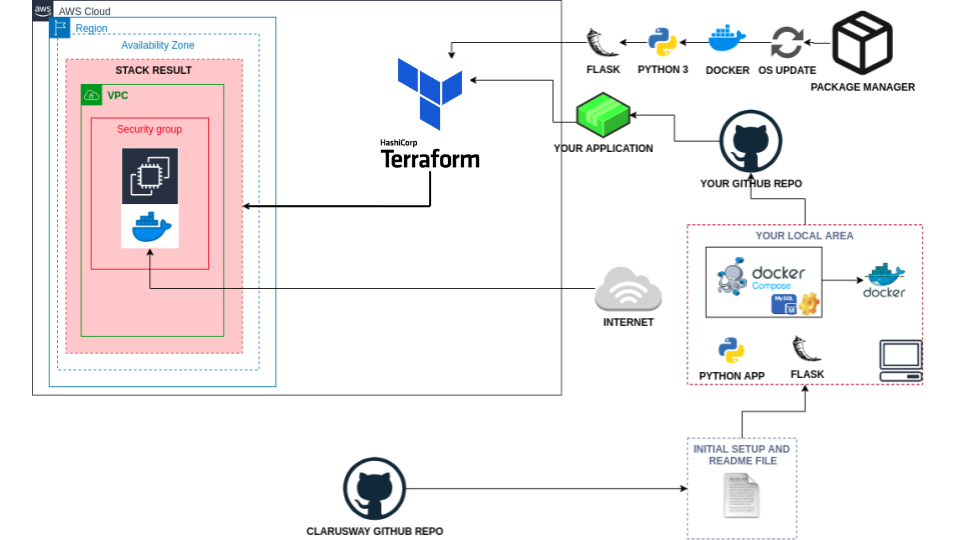 aws
AWS Cloud
Region
Availability Zone
STACK RESULT
VPC
Security group
HashiCorp
Terraform
FLASK
PYTHON 3
DOCKER
OS UPDATE
PACKAGE MANAGER
YOUR APPLICATION
YOUR GITHUB REPO
YOUR LOCAL AREA
docker
Compose
MySQL
M
docker
PYTHON APP
FLASK
INTERNET
INITIAL SETUP AND
README FILE
CLARUSWAY GITHUB REPO